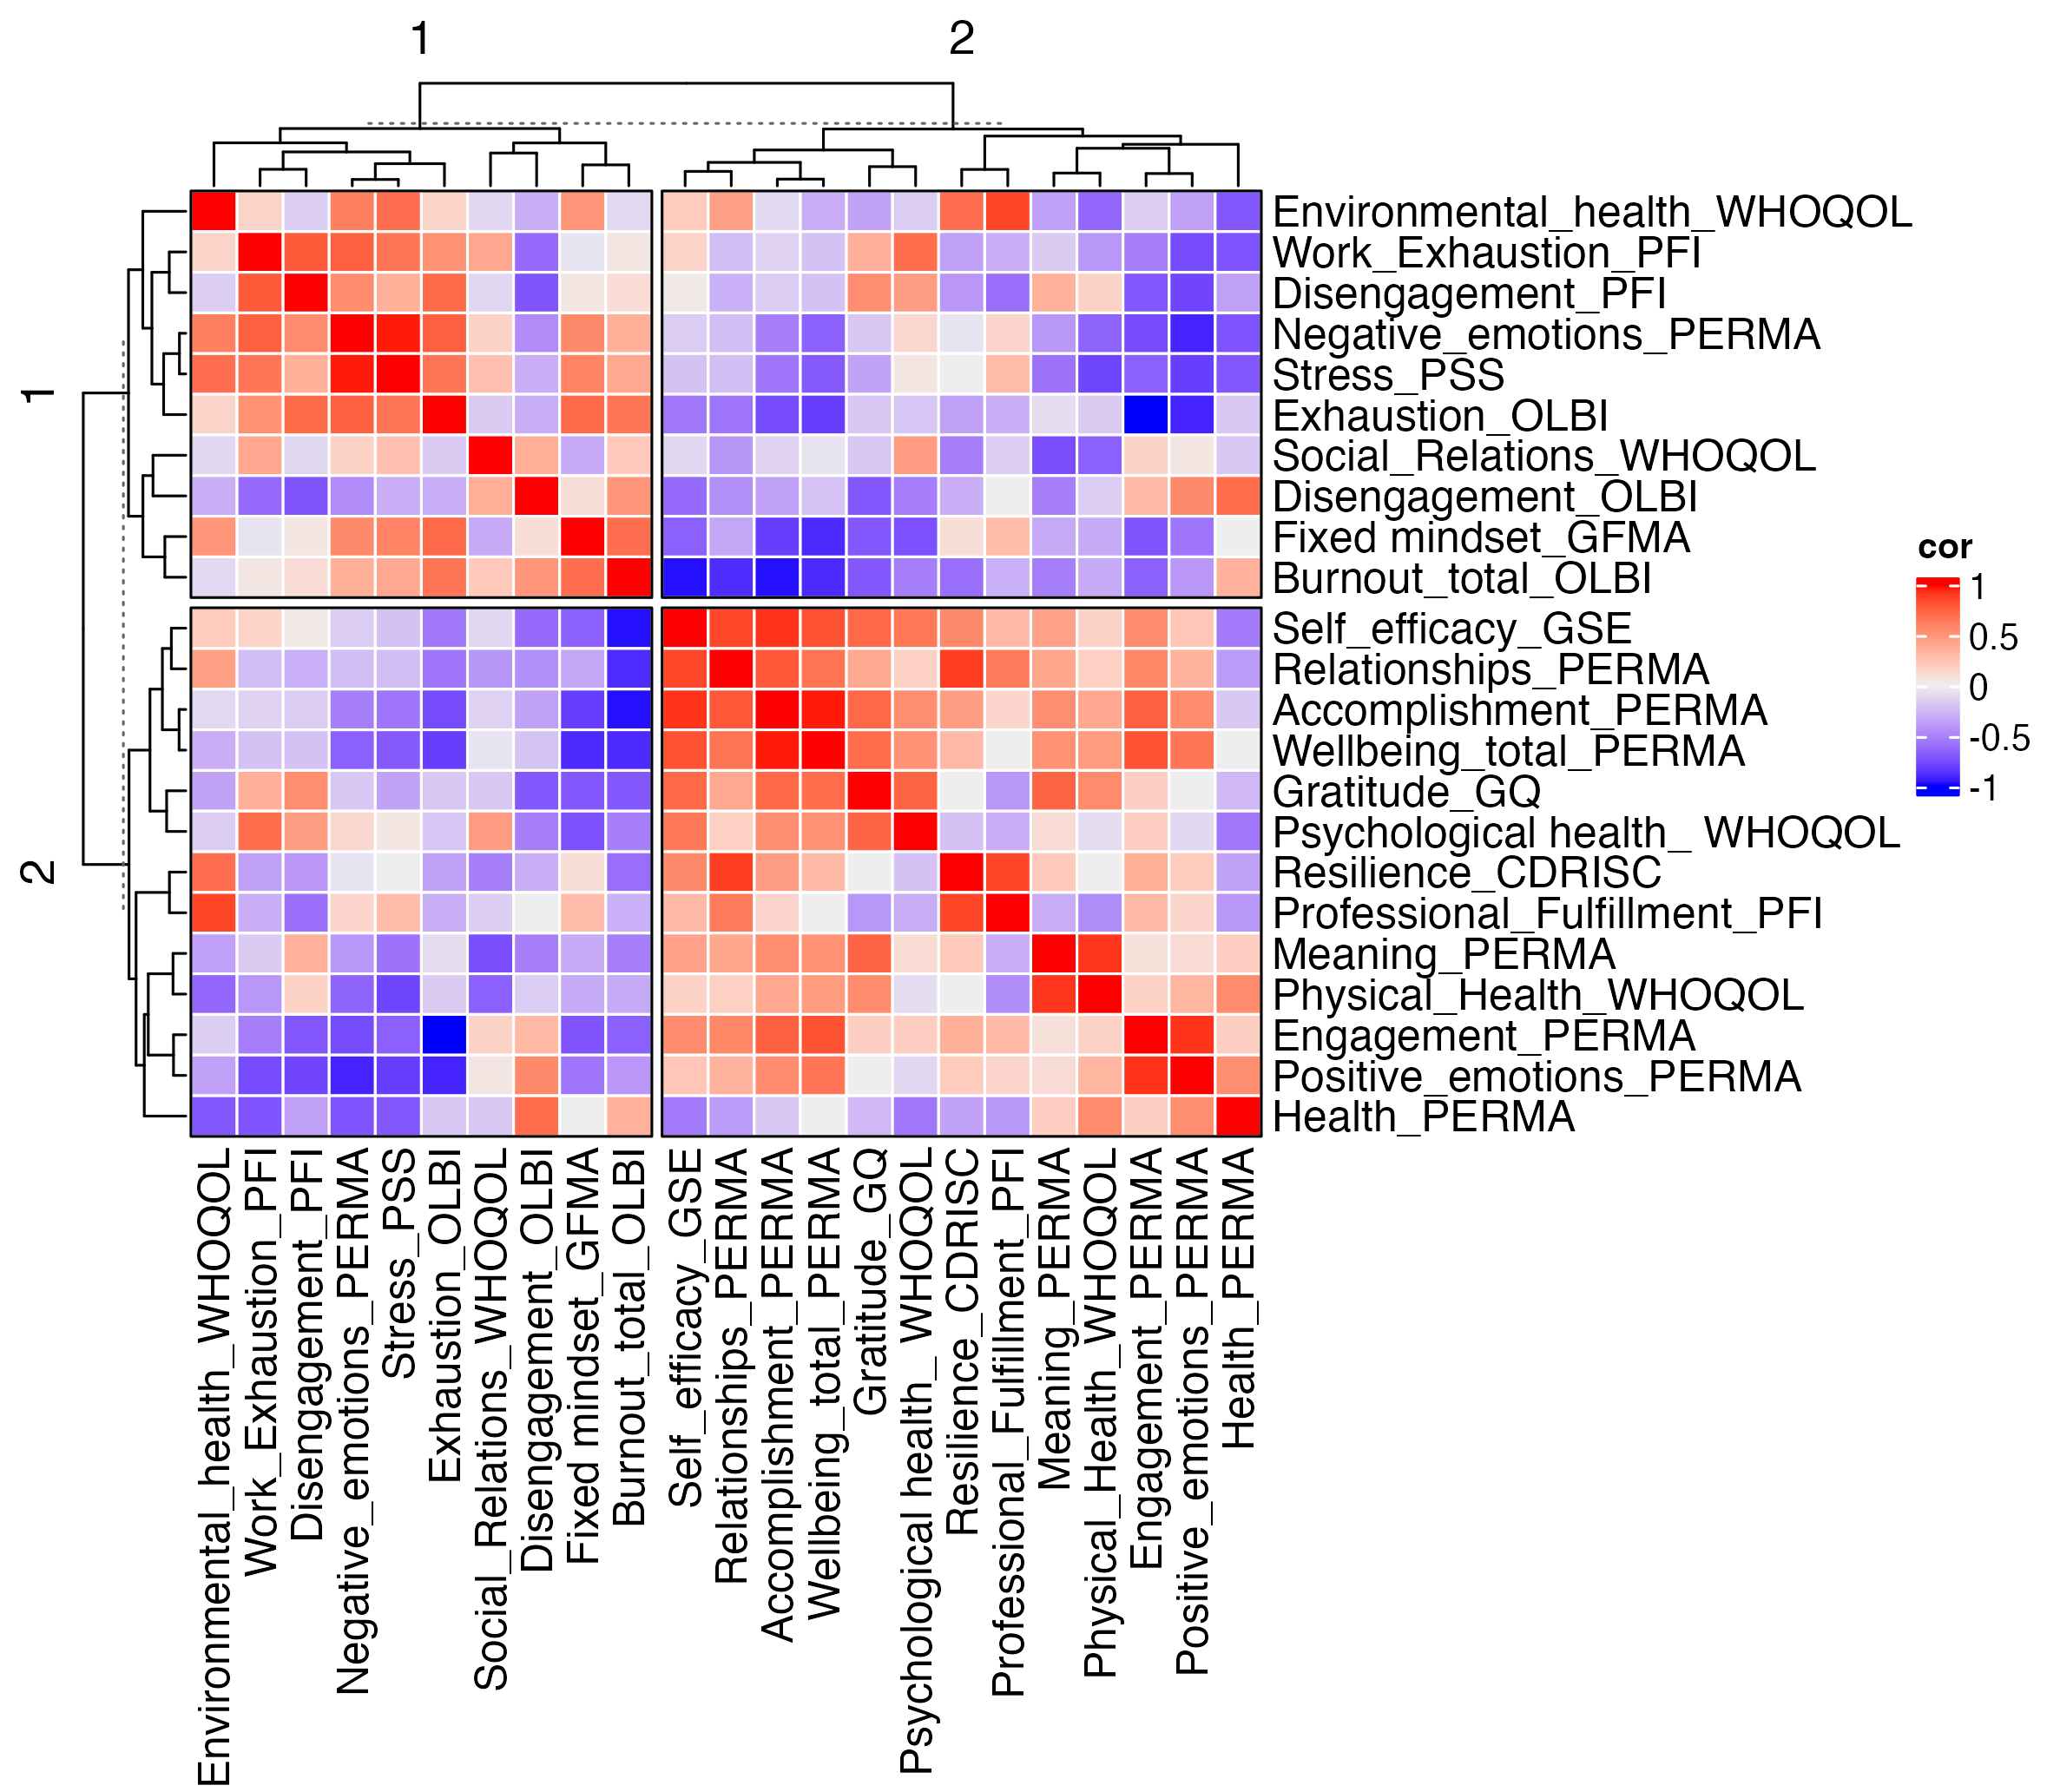 1
2
1
2
Environmental_health_WHOQOL
Work_Exhaustion_PFI
Disengagement_PFI
Negative_emotions_PERMA
Stress_PSS
Exhaustion_OLBI
Social_Relations_WHOQOL
Disengagement_OLBI
Fixed mindset_GFMA
Burnout_total_OLBI
Self_efficacy_GSE
Relationships_PERMA
Accomplishment_PERMA
Wellbeing_total_PERMA
Gratitude_GQ
Psychological health_ WHOQOL
Resilience_CDRISC
Professional_Fulfillment_PFI
Meaning_PERMA
Physical_Health_WHOQOL
Engagement_PERMA
Positive_emotions_PERMA
Health_PERMA
cor
1
0.5
0
-0.5
-1
Environmental_health_WHOQOL
Work_Exhaustion_PFI
Disengagement_PFI
Negative_emotions_PERMA
Stress_PSS
Exhaustion_OLBI
Social_Relations_WHOQOL
Disengagement_OLBI
Fixed mindset_GFMA
Burnout_total_OLBI
Self_efficacy_GSE
Relationships_PERMA
Accomplishment_PERMA
Wellbeing_total_PERMA
Gratitude_GQ
Psychological health_ WHOQOL
Resilience_CDRISC
Professional_Fulfillment_PFI
Meaning_PERMA
Physical_Health_WHOQOL
Engagement_PERMA
Positive_emotions_PERMA
Health_PERMA